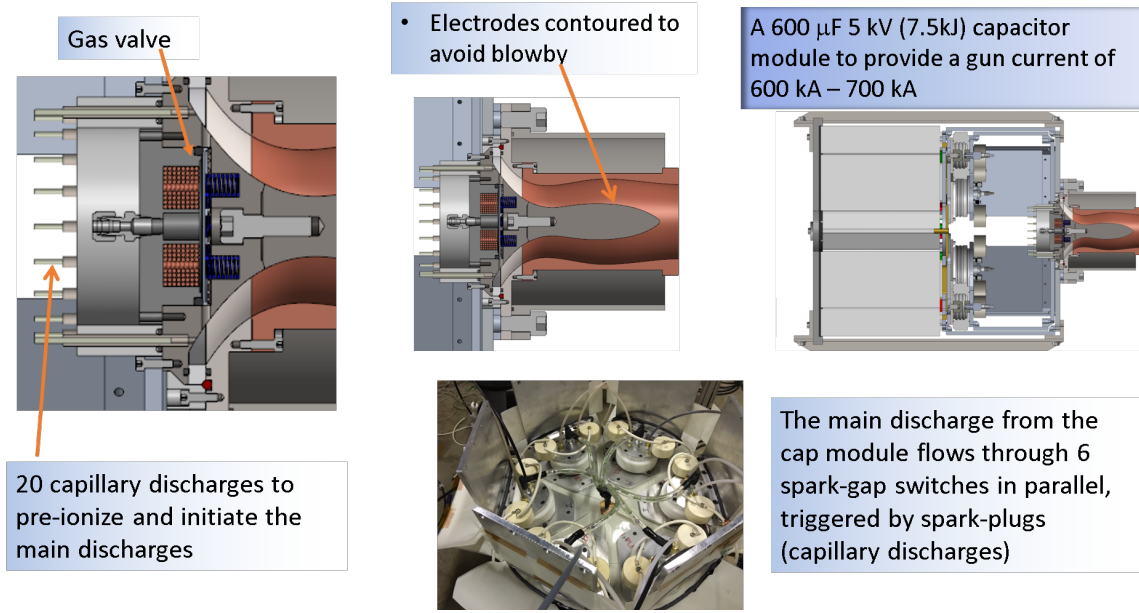 Gas valve
• Electrodes contoured to
avoid blowby
A 600 μF 5 kV (7.5kJ) capacitor
module to provide a gun current of
600 kA – 700 kA
20 capillary discharges to
pre-ionize and initiate the
main discharges
The main discharge from the
cap module flows through 6
spark-gap switches in parallel,
triggered by spark-plugs
(capillary discharges)